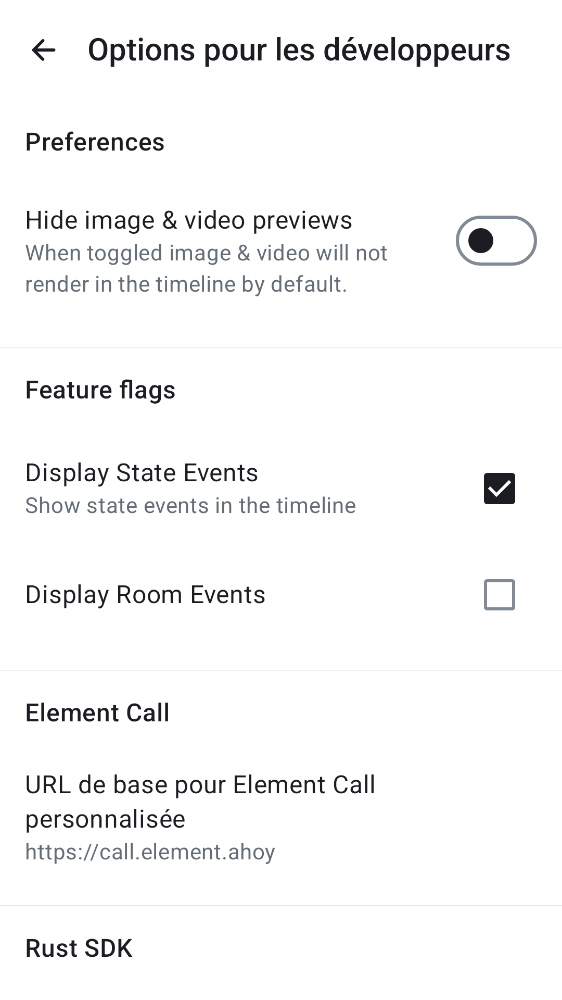 Options pour les développeurs
Preferences
Hide image & video previews
When toggled image & video will not
render in the timeline by default.
Feature flags
Display State Events
Show state events in the timeline
Display Room Events
Element Call
URL de base pour Element Call
personnalisée
https://call.element.ahoy
Rust SDK